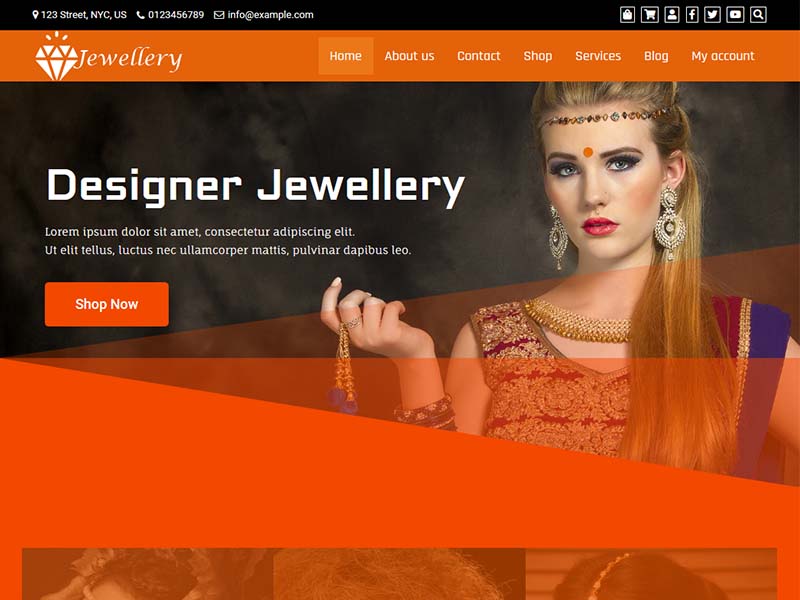 123 Street, NYC, US 0123456789 info@example.com
Jewellery
Home About us Contact Shop Services Blog My account
Designer Jewellery
Lorem ipsum dolor sit amet, consectetur adipiscing elit.
Ut elit tellus, luctus nec ullamcorper mattis, pulvinar dapibus leo.
Shop Now